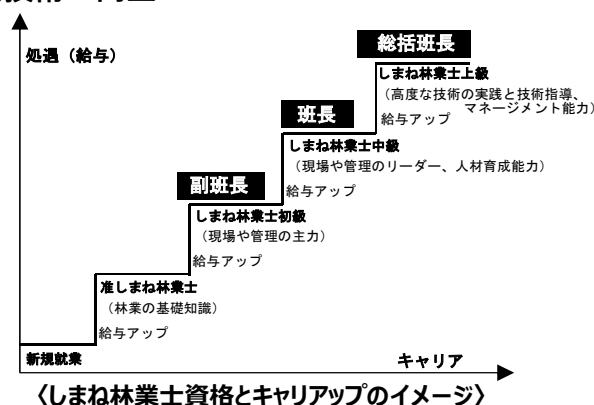 処遇（給与）
総括班長
しまね林業士上級
（高度な技術の実践と技術指導、
マネージメント能力）
給与アップ
班長
しまね林業士中級
（現場や管理のリーダー、人材育成能力）
給与アップ
副班長
しまね林業士初級
（現場や管理の主力）
給与アップ
准しまね林業士
（林業の基礎知識）
給与アップ
新規就業
キャリア
〈しまね林業士資格とキャリアップのイメージ〉